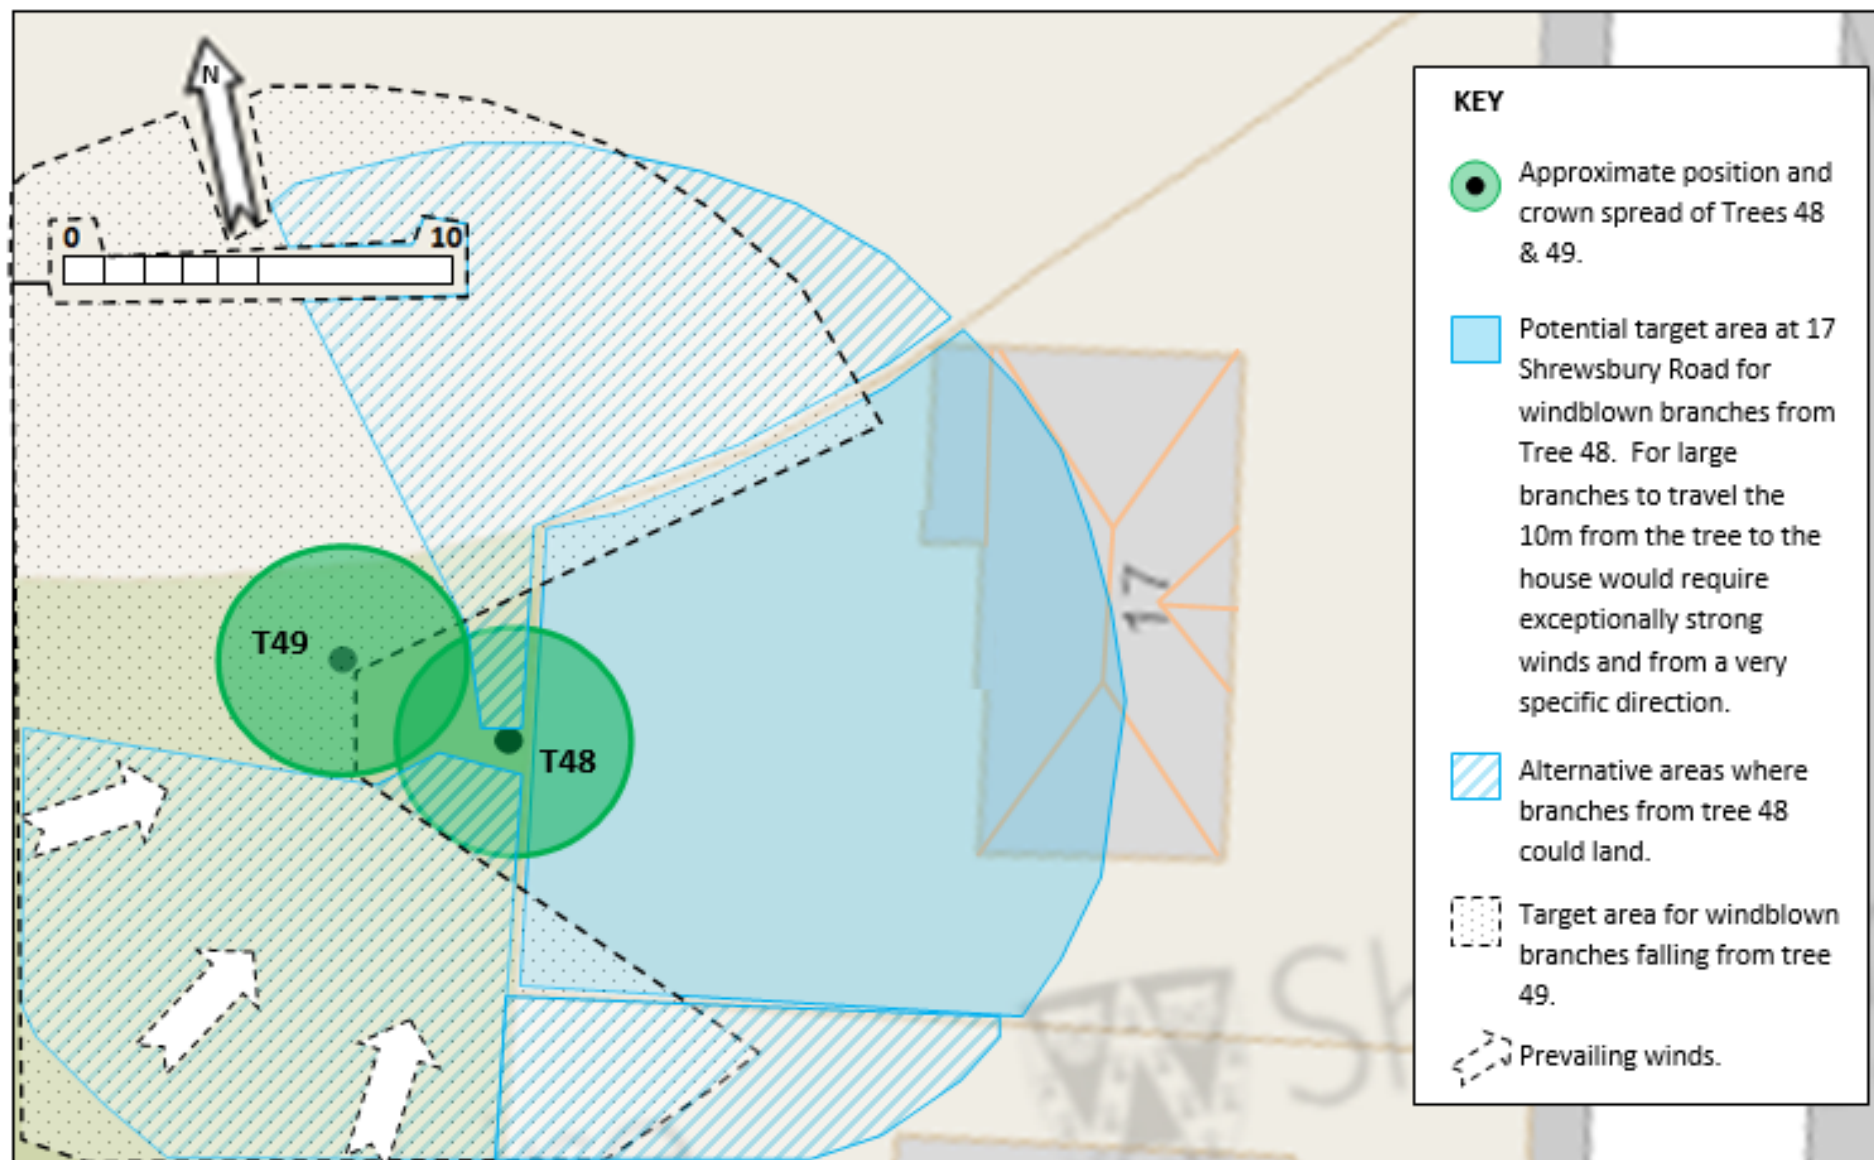 N
0
10
T49
T48
17
Sh
KEY
Approximate position and
crown spread of Trees 48
& 49.
Potential target area at 17
Shrewsbury Road for
windblown branches from
Tree 48. For large
branches to travel the
10m from the tree to the
house would require
exceptionally strong
winds and from a very
specific direction.
Alternative areas where
branches from tree 48
could land.
Target area for windblown
branches falling from tree
49.
Prevailing winds.